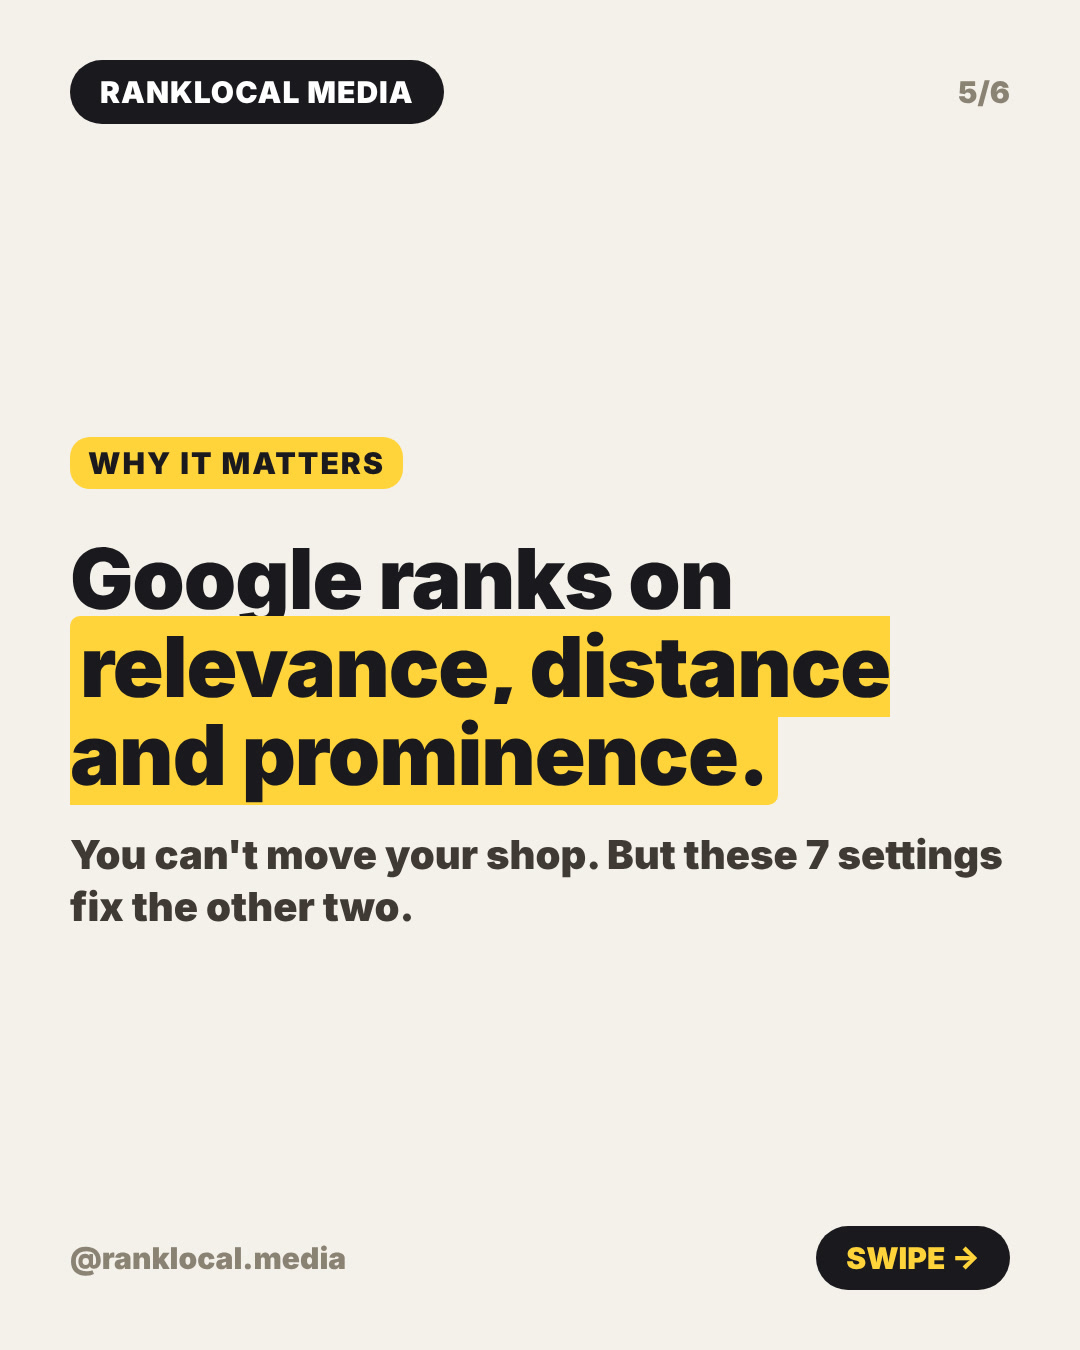 RANKLOCAL MEDIA
5/6
WHY IT MATTERS
Google ranks on
relevance, distance
and prominence.
You can't move your shop. But these 7 settings
fix the other two.
@ranklocal.media
SWIPE →